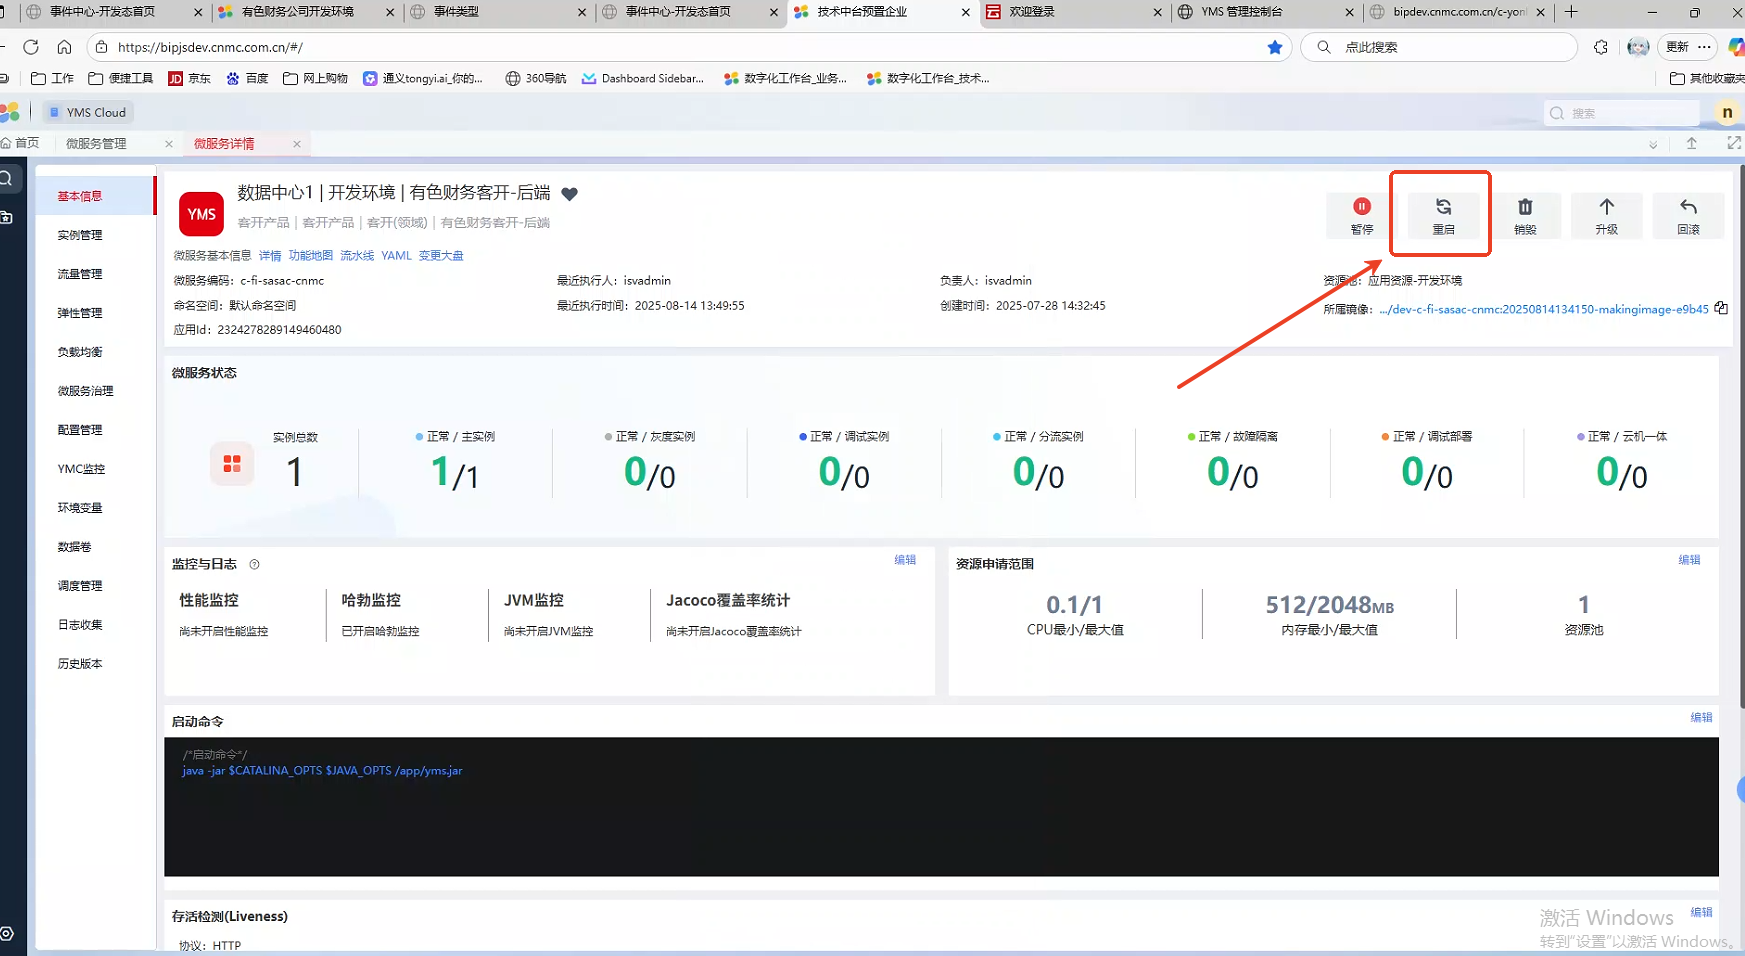 事件中心-开发态首页
有色财务公司开发环境
事件类型
事件中心-开发态首页
技术中台预置企业
欢迎登录
YMS 管理控制台
bipdev.cnmc.com.cn/c-yonl
https://bipjsdev.cnmc.com.cn/#/
点此搜索
更新
工作
便捷工具
JD 京东
百度
网上购物
通义tongyi.ai_你的...
360导航
Dashboard Sidebar...
数字化工作台_业务...
数字化工作台_技术...
其他收藏夹
YMS Cloud
搜索
n
首页
微服务管理
微服务详情
基本信息
实例管理
流量管理
弹性管理
负载均衡
微服务治理
配置管理
YMC监控
环境变量
数据卷
调度管理
日志收集
历史版本
YMS
数据中心1 | 开发环境 | 有色财务客开-后端
客开产品 | 客开产品 | 客开(领域) | 有色财务客开-后端
暂停
重启
销毁
升级
回滚
微服务基本信息 详情 功能地图 流水线 YAML 变更大盘
微服务编码：c-fi-sasac-cnmc
最近执行人：isvadmin
负责人：isvadmin
资源池：应用资源-开发环境
命名空间：默认命名空间
最近执行时间：2025-08-14 13:49:55
创建时间：2025-07-28 14:32:45
所属镜像：.../dev-c-fi-sasac-cnmc:20250814134150-makingimage-e9b45
应用Id：2324278289149460480
微服务状态
实例总数
1
正常 / 主实例
1/1
正常 / 灰度实例
0/0
正常 / 调试实例
0/0
正常 / 分流实例
0/0
正常 / 故障隔离
0/0
正常 / 调试部署
0/0
正常 / 云机一体
0/0
监控与日志
编辑
性能监控
尚未开启性能监控
哈勃监控
已开启哈勃监控
JVM监控
尚未开启JVM监控
Jacoco覆盖率统计
尚未开启Jacoco覆盖率统计
资源申请范围
编辑
0.1/1
CPU最小/最大值
512/2048MB
内存最小/最大值
1
资源池
启动命令
编辑
/*启动命令*/
java -jar $CATALINA_OPTS $JAVA_OPTS /app/yms.jar
存活检测(Liveness)
编辑
协议：HTTP
激活 Windows
转到“设置”以激活 Windows。